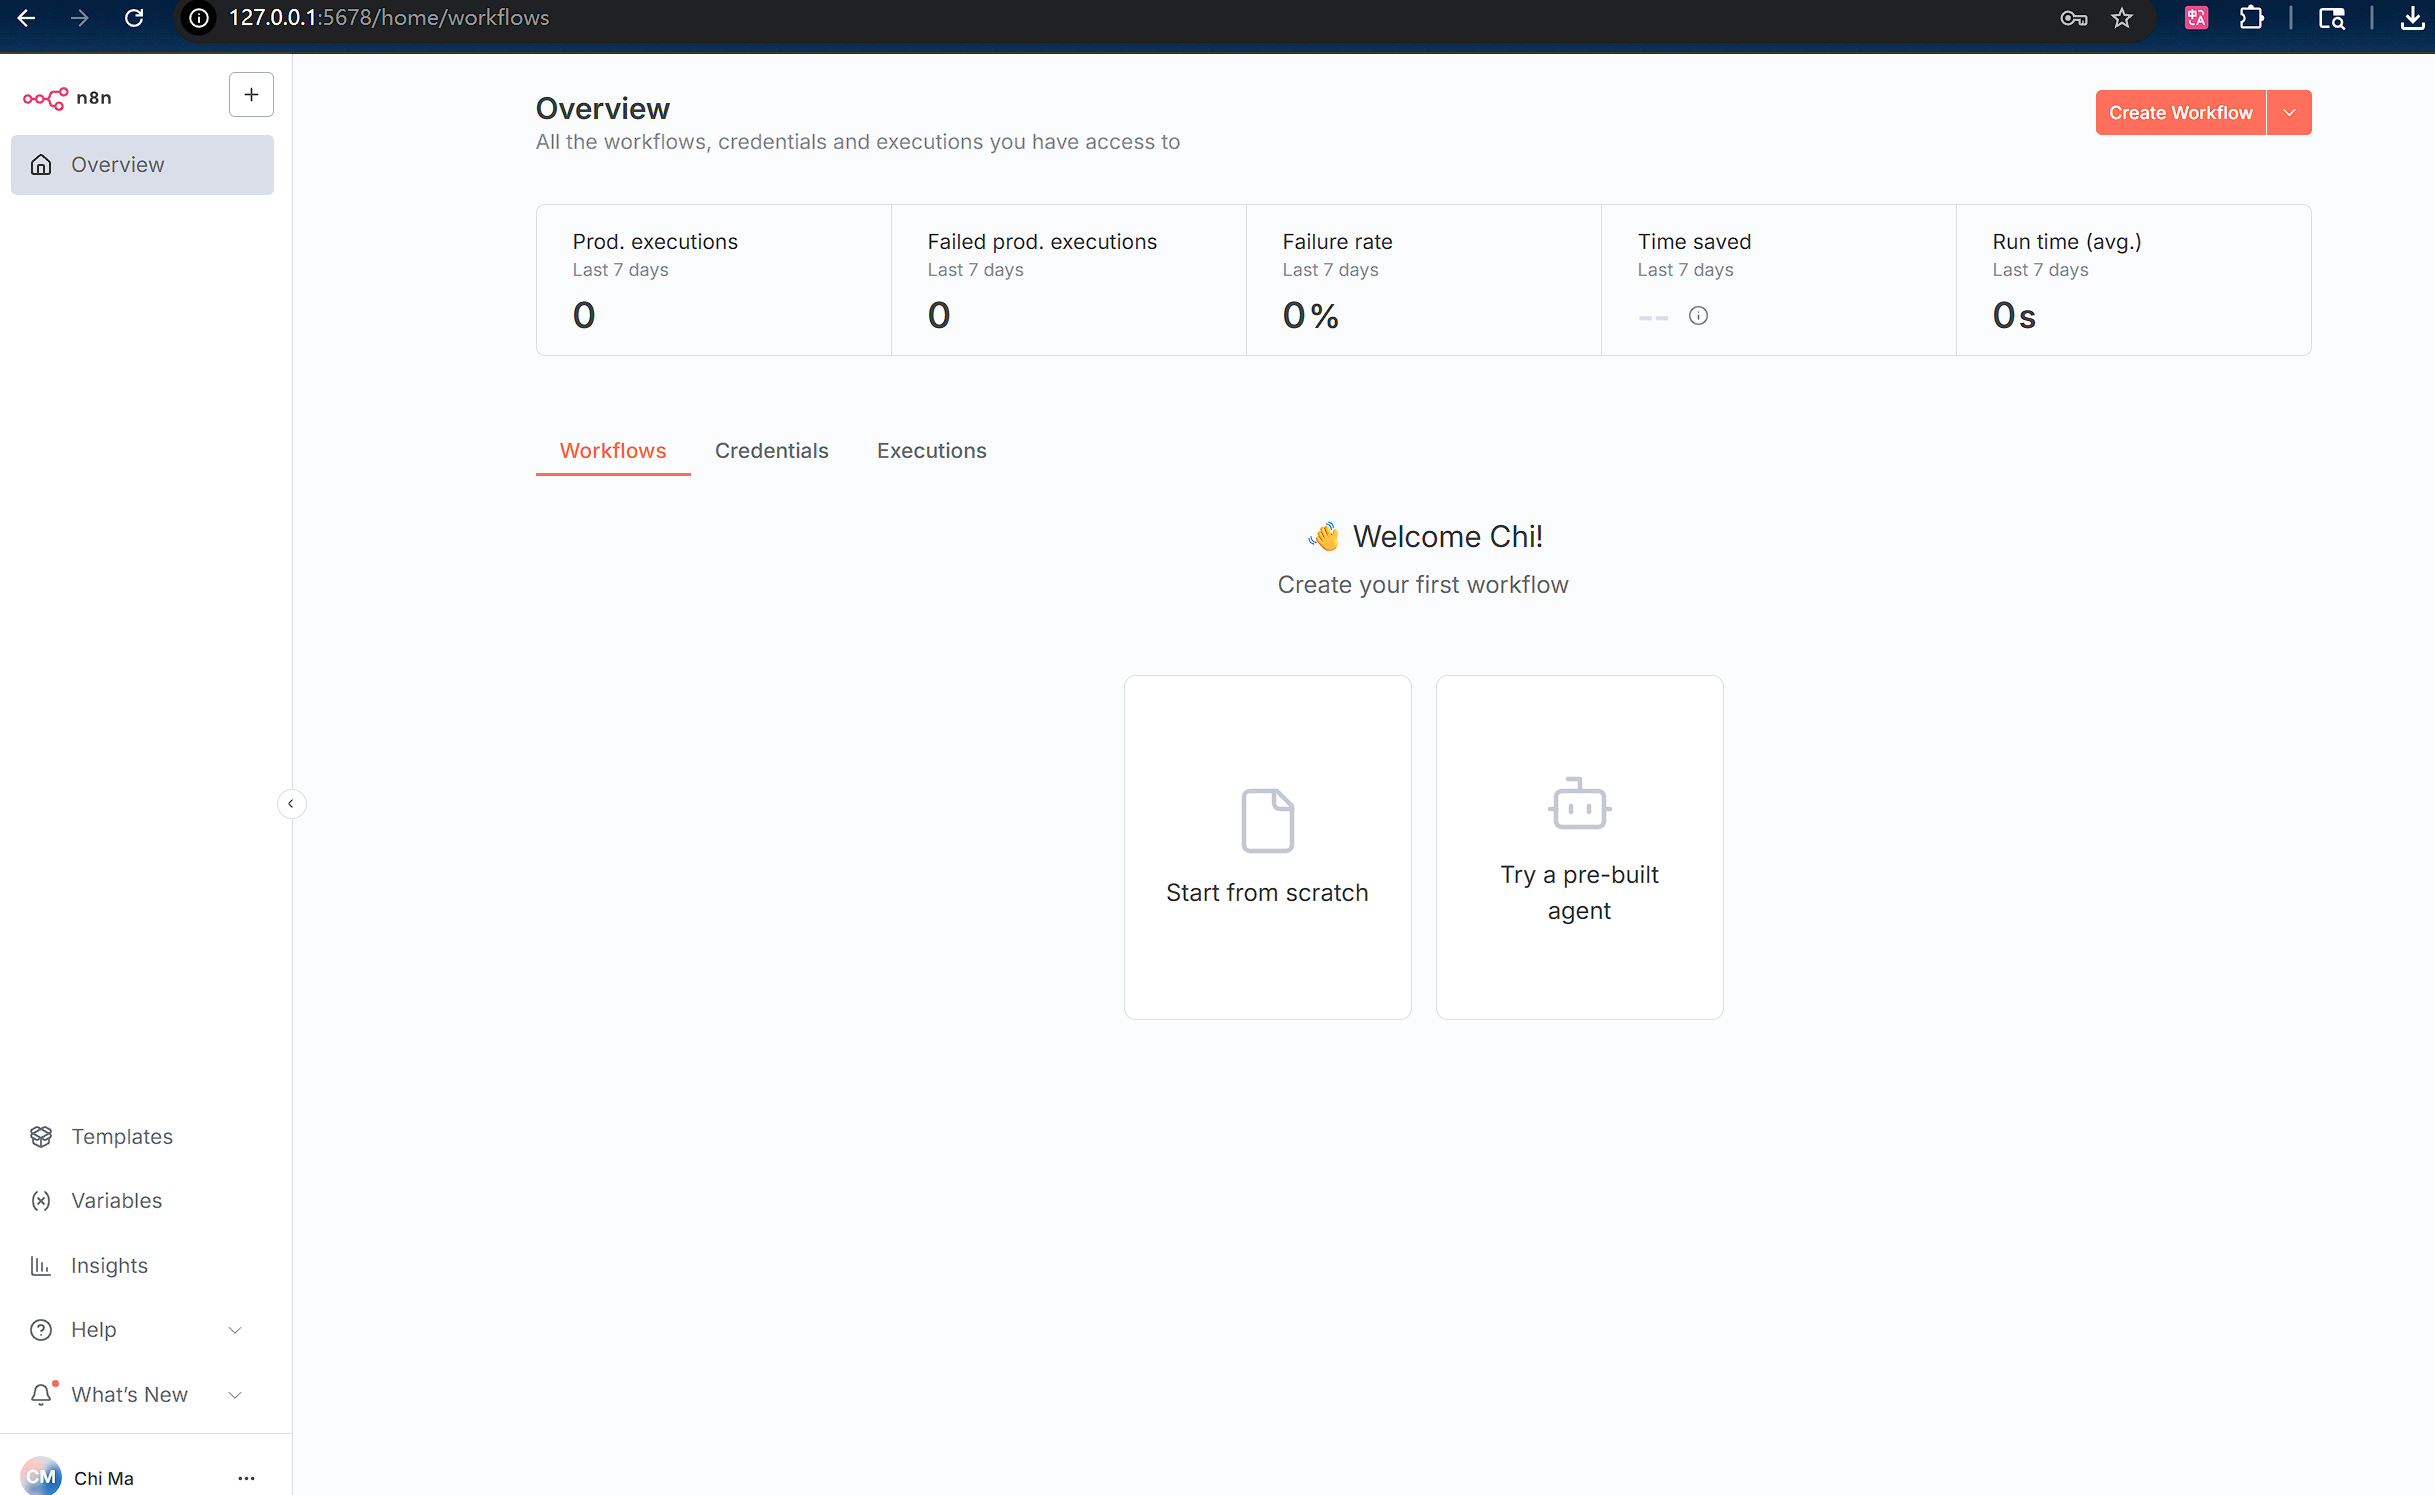 127.0.0.1:5678/home/workflows
n8n
Overview
Overview
All the workflows, credentials and executions you have access to
Create Workflow
Prod. executions
Last 7 days
0
Failed prod. executions
Last 7 days
0
Failure rate
Last 7 days
0%
Time saved
Last 7 days
--
Run time (avg.)
Last 7 days
0s
Workflows
Credentials
Executions
👋 Welcome Chi!
Create your first workflow
Start from scratch
Try a pre-built
agent
Templates
Variables
Insights
Help
What’s New
CM
Chi Ma